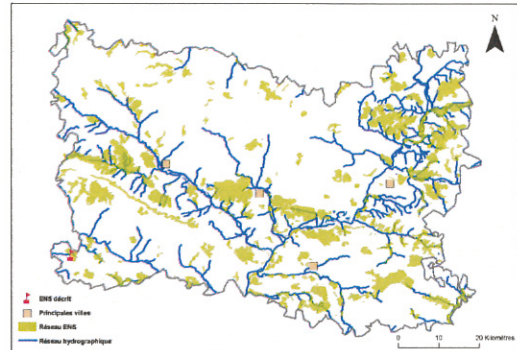 N
ENS décrit
Principales villes
Réseau ENS
Réseau hydrographique
0 10 20 Kilomètres